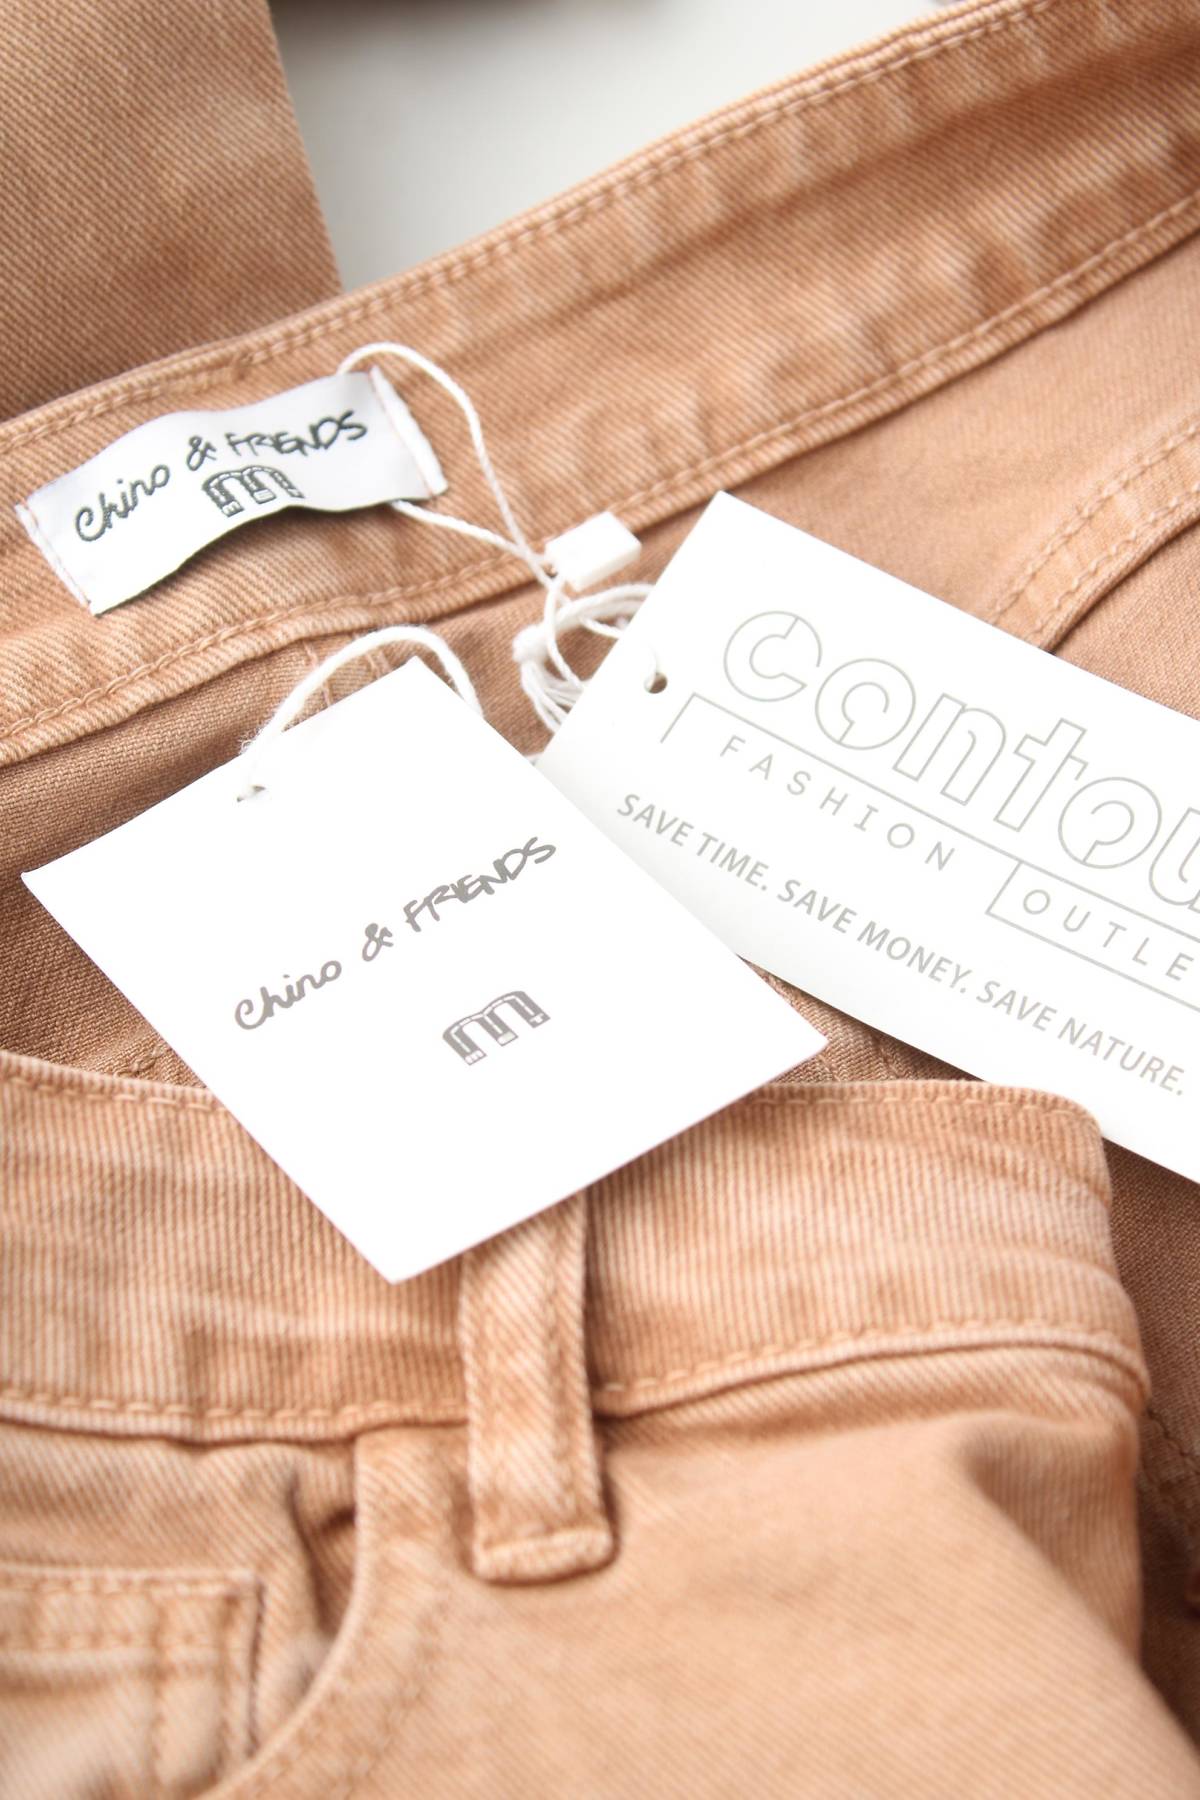 Chino & FRIENDS
m
contou
FASHION
OUTLE
SAVE TIME. SAVE MONEY. SAVE NATURE.
Chino & FRIENDS
m